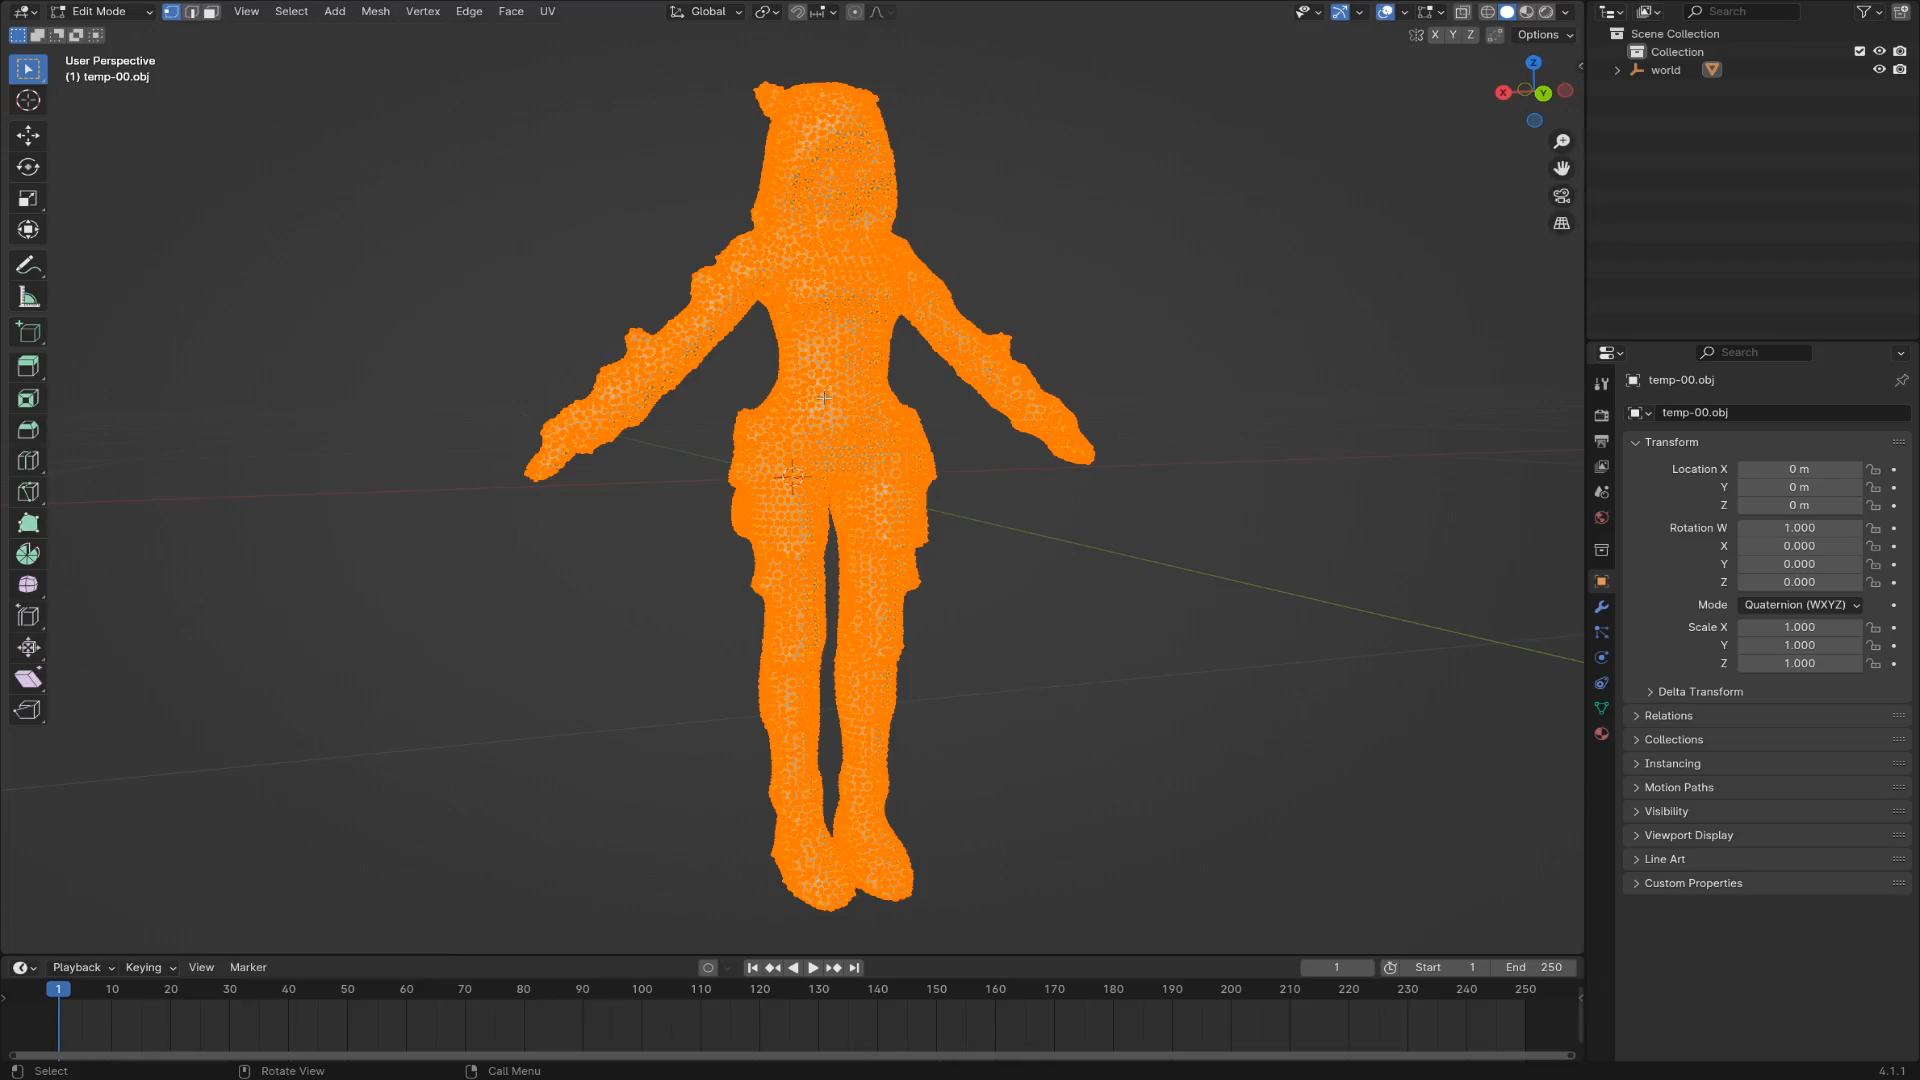 Edit Mode
View
Select
Add
Mesh
Vertex
Edge
Face
UV
Global
X
Y
Z
Options
User Perspective
(1) temp-00.obj
Z
X
Y
Search
Scene Collection
Collection
world
Search
temp-00.obj
temp-00.obj
Transform
Location X 0 m
Y 0 m
Z 0 m
Rotation W 1.000
X 0.000
Y 0.000
Z 0.000
Mode Quaternion (WXYZ)
Scale X 1.000
Y 1.000
Z 1.000
Delta Transform
Relations
Collections
Instancing
Motion Paths
Visibility
Viewport Display
Line Art
Custom Properties
Playback
Keying
View
Marker
1
Start 1
End 250
1 10 20 30 40 50 60 70 80 90 100 110 120 130 140 150 160 170 180 190 200 210 220 230 240 250
Select
Rotate View
Call Menu
4.1.1